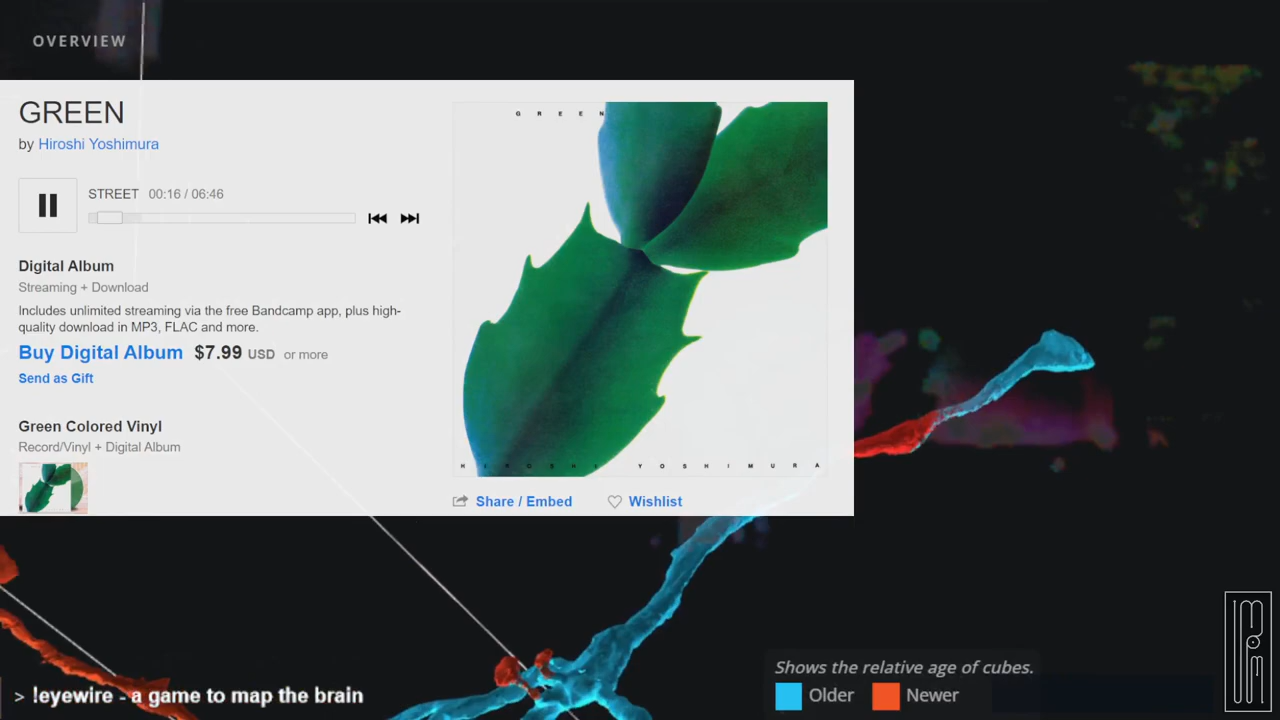 OVERVIEW
GREEN
by Hiroshi Yoshimura
STREET 00:16 / 06:46
Digital Album
Streaming + Download
Includes unlimited streaming via the free Bandcamp app, plus high-
quality download in MP3, FLAC and more.
Buy Digital Album $7.99 USD or more
Send as Gift
Green Colored Vinyl
Record/Vinyl + Digital Album
GREEN
HIROSHI YOSHIMURA
Share / Embed Wishlist
> !eyewire - a game to map the brain
Shows the relative age of cubes.
Older Newer